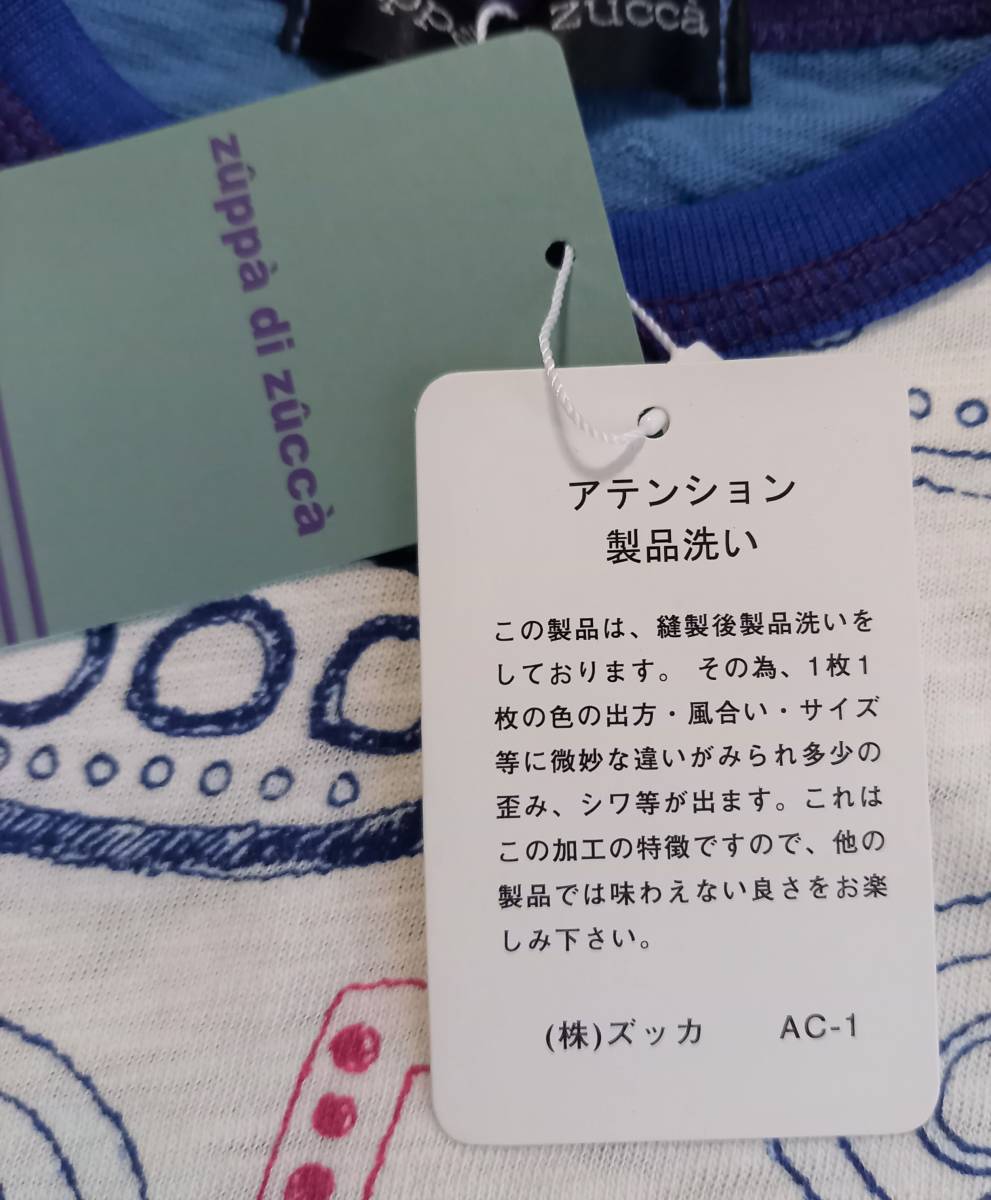 zùccà
zûppà di zûccà
アテンション
製品洗い
この製品は、縫製後製品洗いを
しております。 その為、1枚1
枚の色の出方・風合い・サイズ
等に微妙な違いがみられ多少の
歪み、シワ等が出ます。これは
この加工の特徴ですので、他の
製品では味わえない良さをお楽
しみ下さい。
(株)ズッカ AC-1